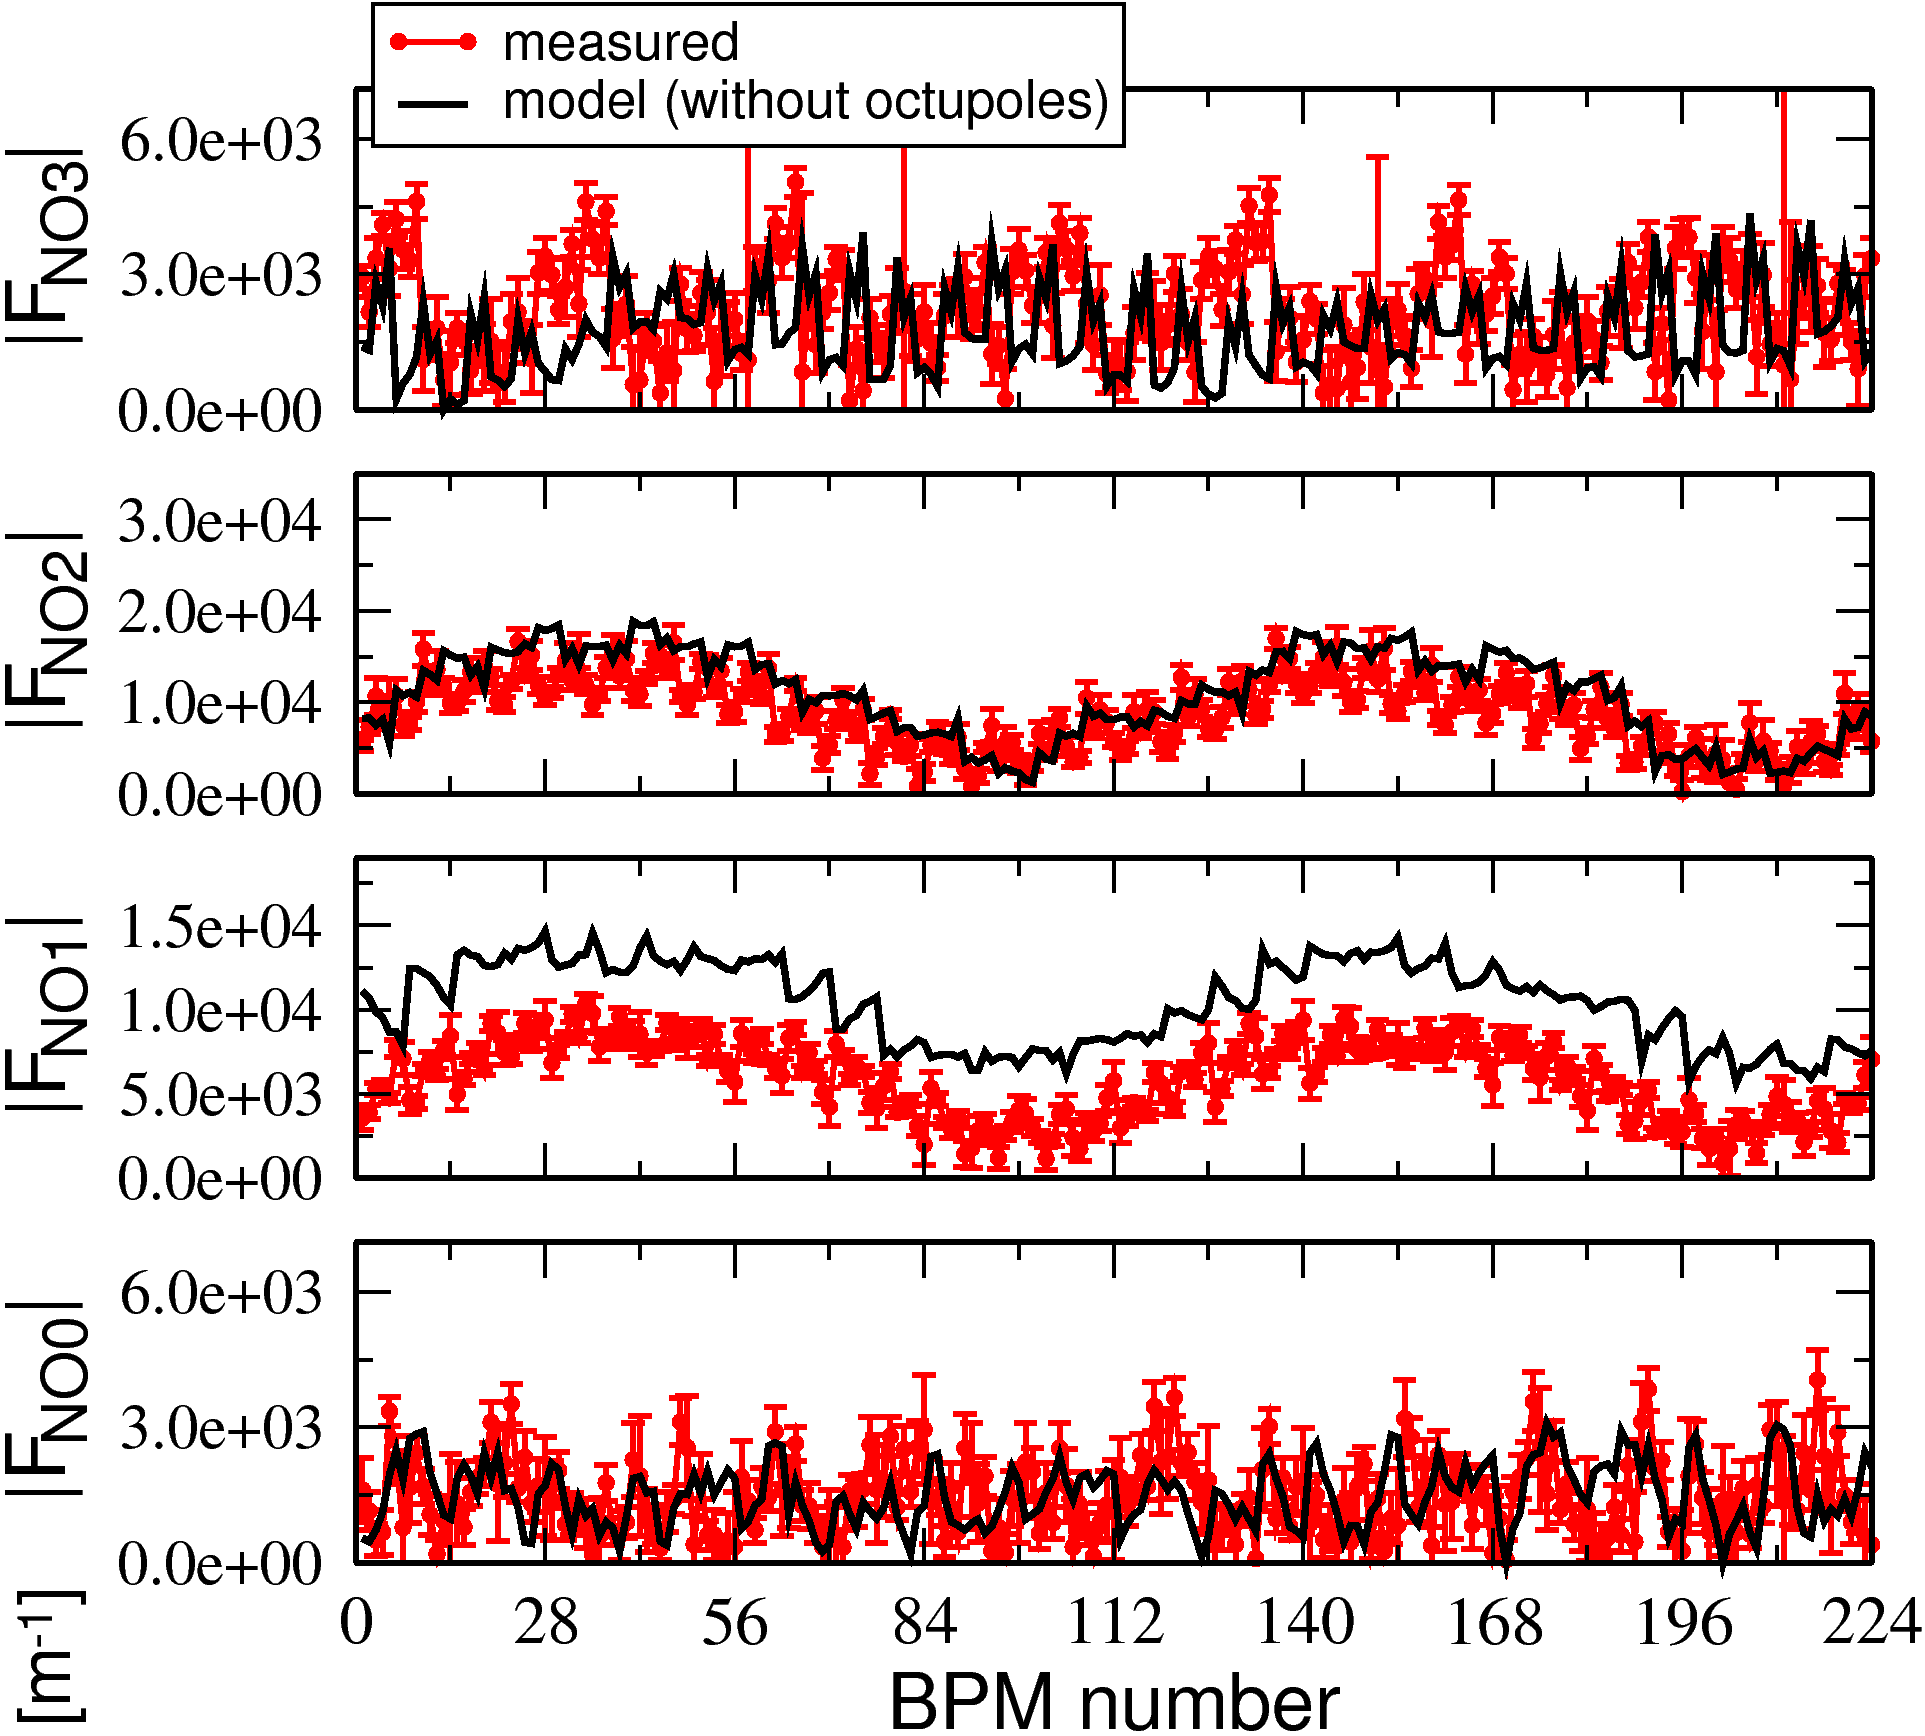 measured
model (without octupoles)
|F_NO3|
6.0e+03
3.0e+03
0.0e+00
|F_NO2|
3.0e+04
2.0e+04
1.0e+04
0.0e+00
|F_NO1|
1.5e+04
1.0e+04
5.0e+03
0.0e+00
|F_NO0|
6.0e+03
3.0e+03
0.0e+00
[m⁻¹]
0 28 56 84 112 140 168 196 224
BPM number